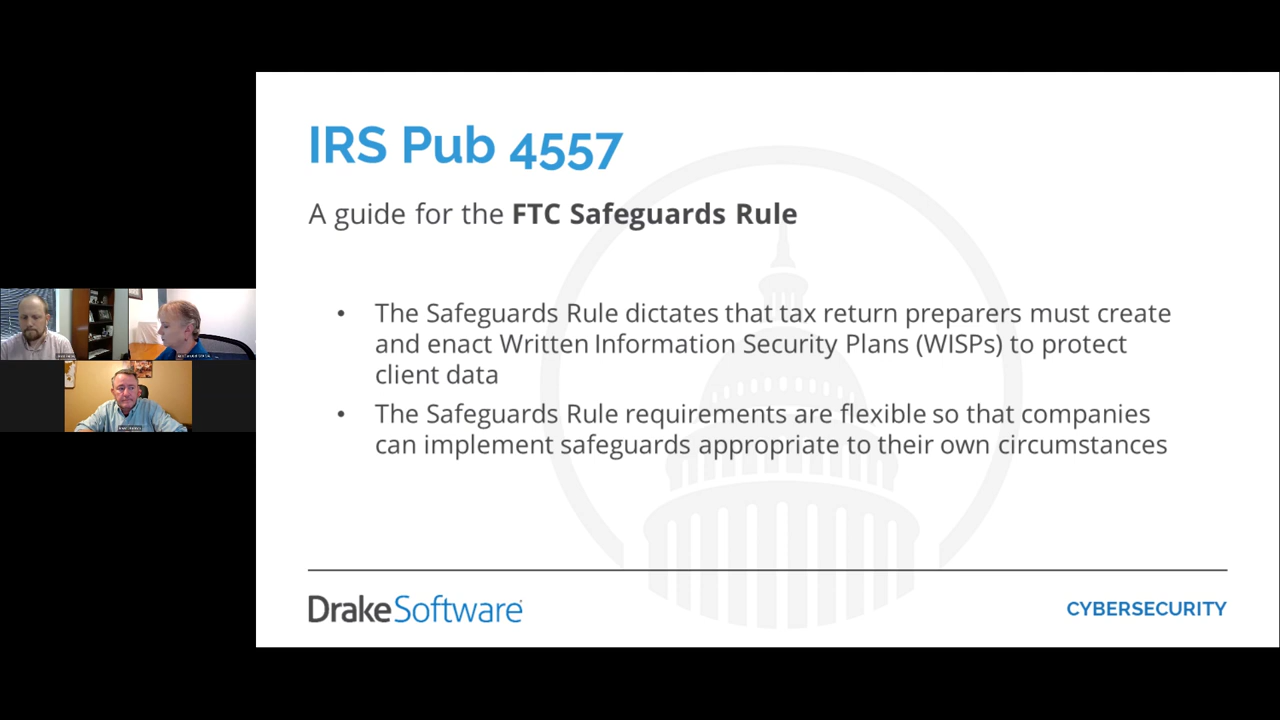 IRS Pub 4557
A guide for the FTC Safeguards Rule
• The Safeguards Rule dictates that tax return preparers must create
and enact Written Information Security Plans (WISPs) to protect
client data
• The Safeguards Rule requirements are flexible so that companies
can implement safeguards appropriate to their own circumstances
DrakeSoftware
CYBERSECURITY